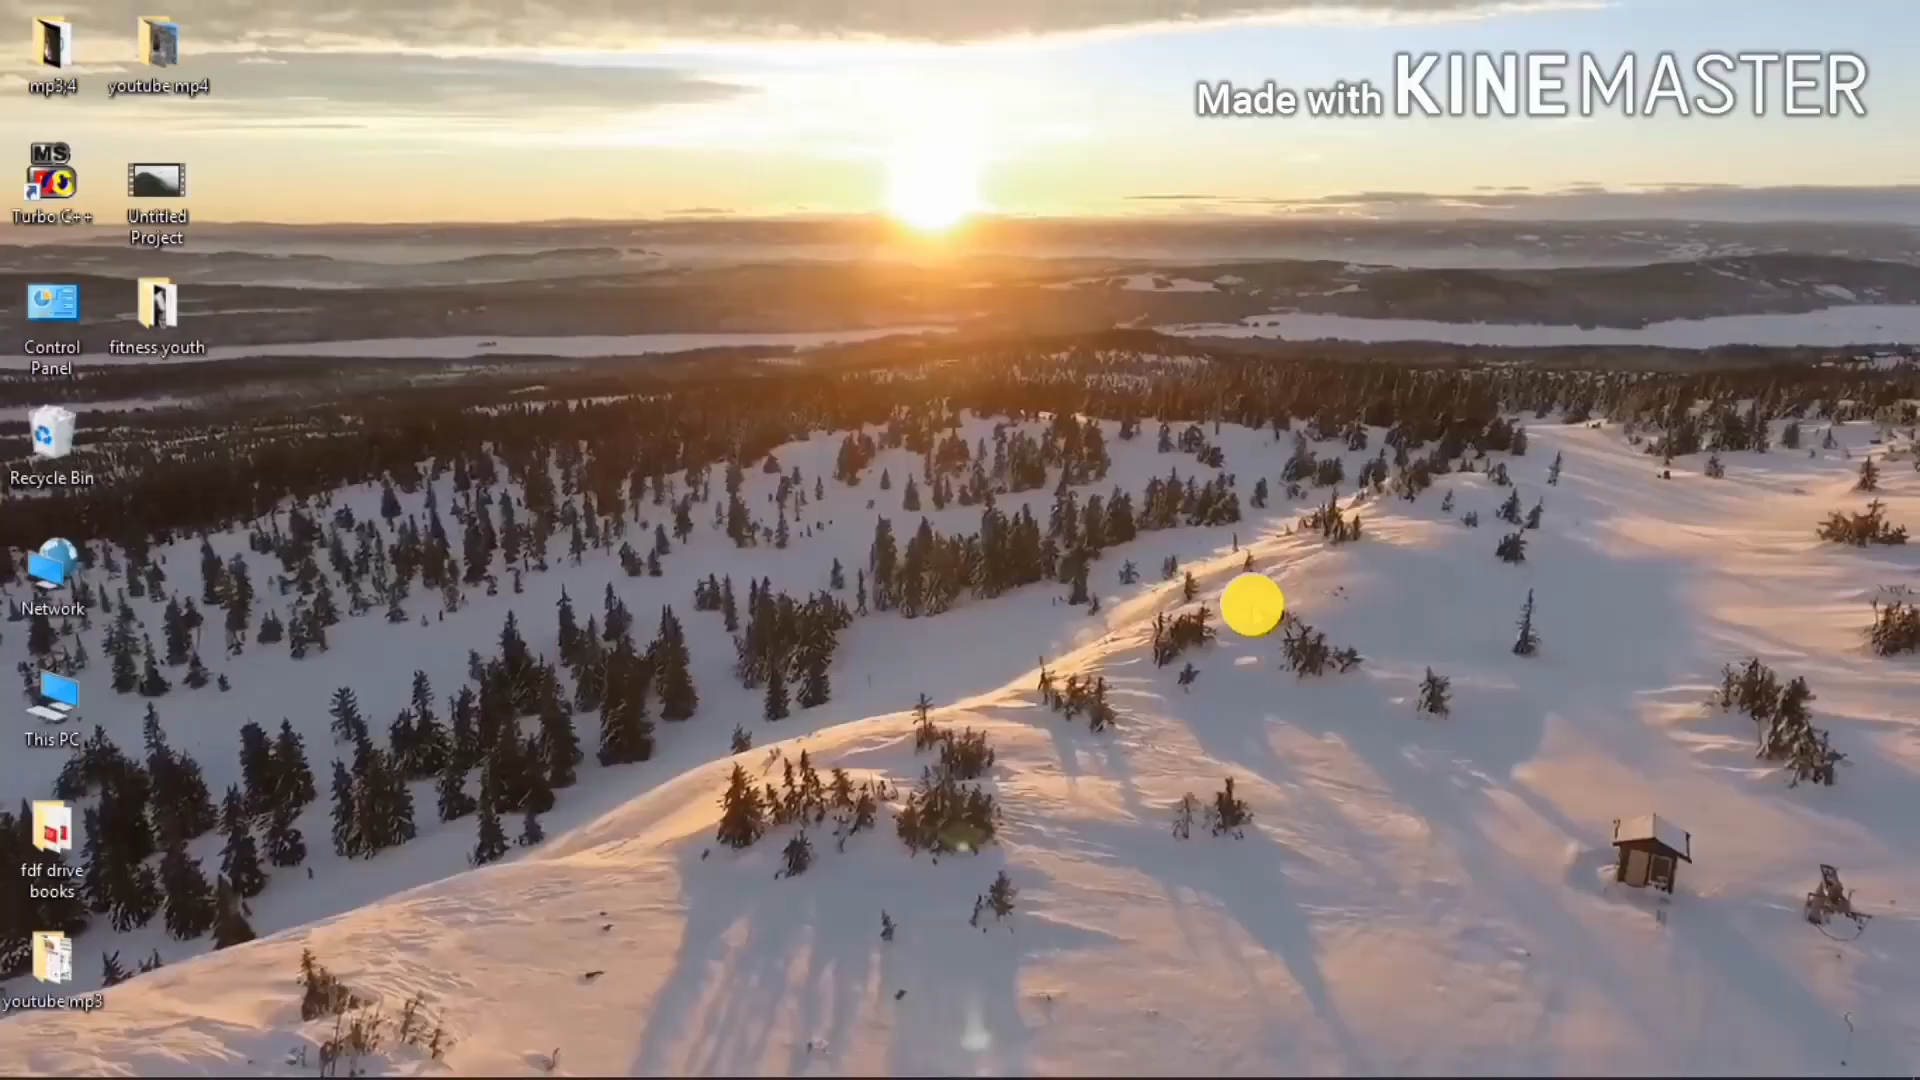 mp3;4
youtube mp4
Made with KINEMASTER
MS
TC
Turbo C++
Untitled
Project
Control
Panel
fitness youth
Recycle Bin
Network
This PC
fdf drive
books
youtube mp3